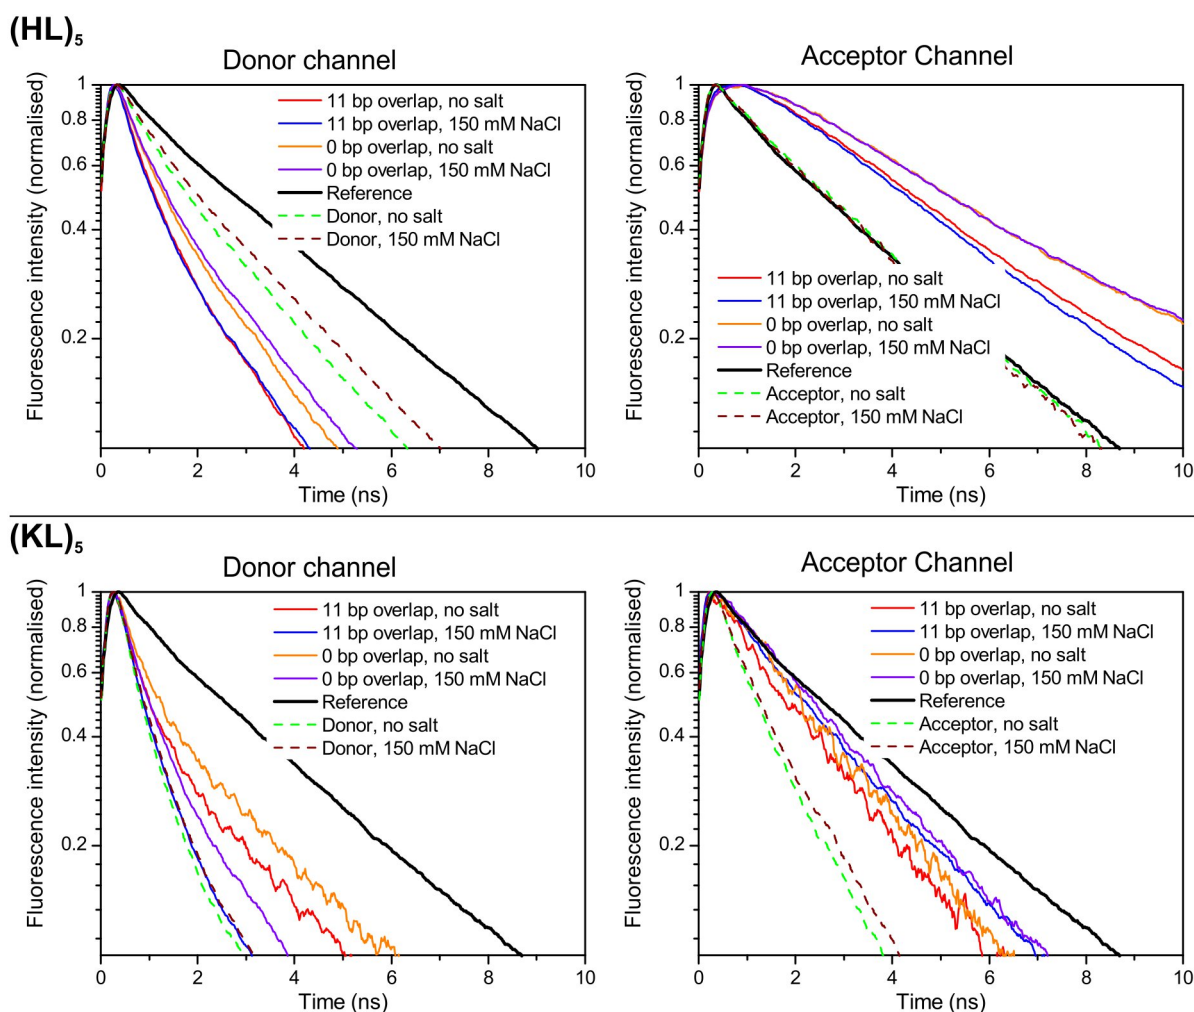 (HL)5
Donor channel
Acceptor Channel
Fluorescence intensity (normalised)
1
0.8
0.6
0.4
0.2
11 bp overlap, no salt
11 bp overlap, 150 mM NaCl
0 bp overlap, no salt
0 bp overlap, 150 mM NaCl
Reference
Donor, no salt
Donor, 150 mM NaCl
0 2 4 6 8 10
Time (ns)
Fluorescence intensity (normalised)
1
0.8
0.6
0.4
0.2
11 bp overlap, no salt
11 bp overlap, 150 mM NaCl
0 bp overlap, no salt
0 bp overlap, 150 mM NaCl
Reference
Acceptor, no salt
Acceptor, 150 mM NaCl
0 2 4 6 8 10
Time (ns)
(KL)5
Donor channel
Acceptor Channel
Fluorescence intensity (normalised)
1
0.8
0.6
0.4
0.2
11 bp overlap, no salt
11 bp overlap, 150 mM NaCl
0 bp overlap, no salt
0 bp overlap, 150 mM NaCl
Reference
Donor, no salt
Donor, 150 mM NaCl
0 2 4 6 8 10
Time (ns)
Fluorescence intensity (normalised)
1
0.8
0.6
0.4
0.2
11 bp overlap, no salt
11 bp overlap, 150 mM NaCl
0 bp overlap, no salt
0 bp overlap, 150 mM NaCl
Reference
Acceptor, no salt
Acceptor, 150 mM NaCl
0 2 4 6 8 10
Time (ns)